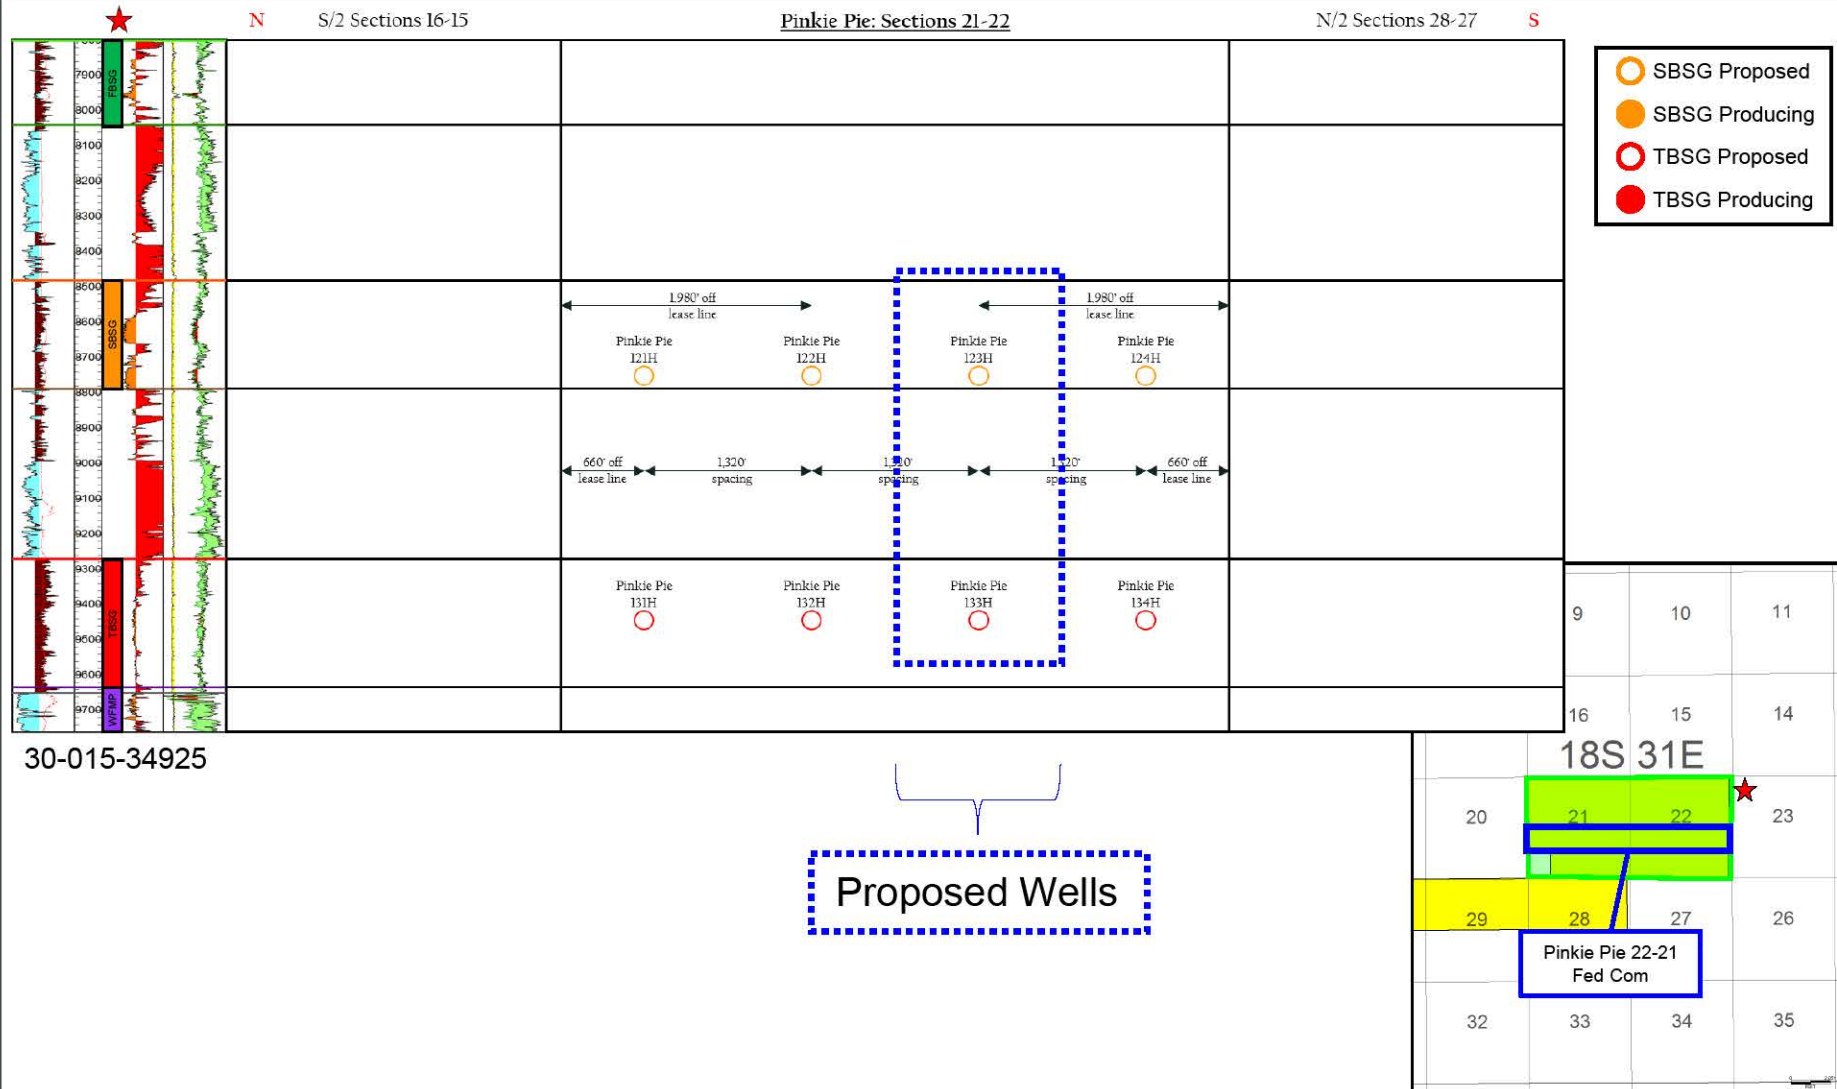 N
S/2 Sections 16-15
Pinkie Pie: Sections 21-22
N/2 Sections 28-27
S
SBSG Proposed
SBSG Producing
TBSG Proposed
TBSG Producing
7900
8000
8100
8200
8300
8400
8500
8600
8700
8800
8900
9000
9100
9200
9300
9400
9500
9600
9700
FBSG
SBSG
TBSG
WFMP
1,980' off
lease line
1,980' off
lease line
Pinkie Pie
121H
Pinkie Pie
122H
Pinkie Pie
123H
Pinkie Pie
124H
660' off
lease line
1,320'
spacing
1,320'
spacing
1,320'
spacing
660' off
lease line
Pinkie Pie
131H
Pinkie Pie
132H
Pinkie Pie
133H
Pinkie Pie
134H
30-015-34925
Proposed Wells
9 10 11
16 15 14
18S 31E
20 21 22 23
29 28 27 26
Pinkie Pie 22-21
Fed Com
32 33 34 35